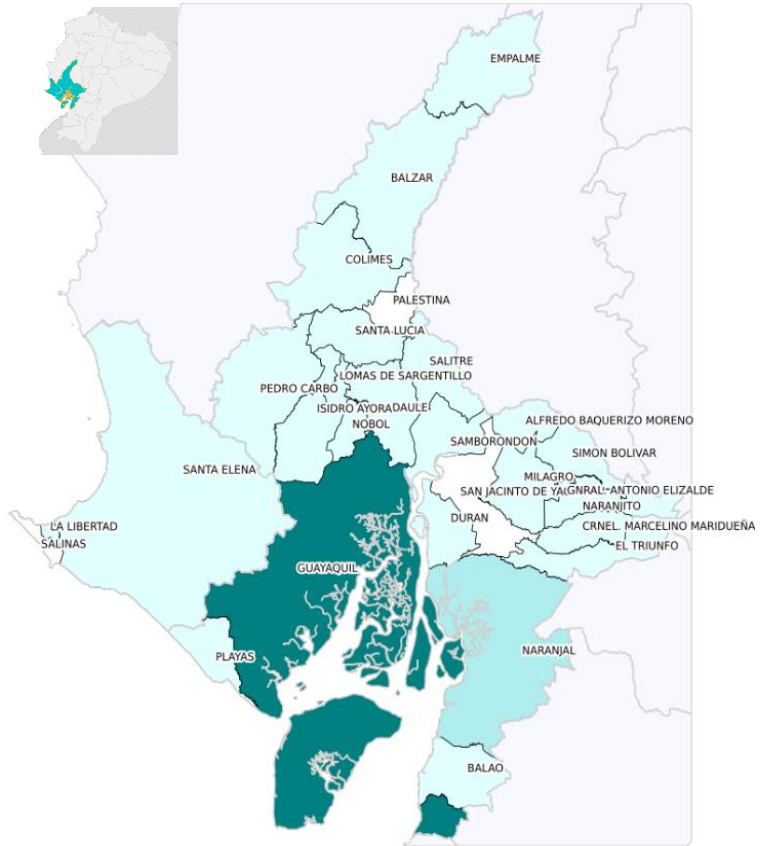 EMPALME
BALZAR
COLIMES
PALESTINA
SANTA LUCIA
SALITRE
LOMAS DE SARGENTILLO
PEDRO CARBO
ISIDRO AYORA
DAULE
NOBOL
ALFREDO BAQUERIZO MORENO
SAMBORONDON
SIMON BOLIVAR
SANTA ELENA
MILAGRO
SAN JACINTO DE YAG
GNRAL. ANTONIO ELIZALDE
NARANJITO
DURAN
LA LIBERTAD
CRNEL. MARCELINO MARIDUEÑA
SALINAS
EL TRIUNFO
GUAYAQUIL
NARANJAL
PLAYAS
BALAO